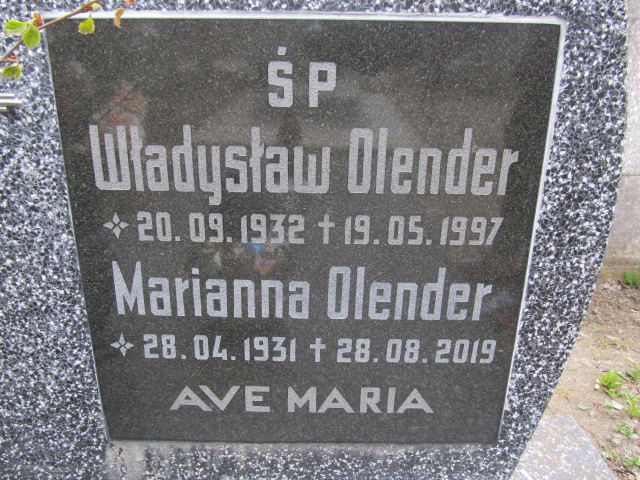 ŚP
Władysław Olender
20.09.1932 † 19.05.1997
Marianna Olender
28.04.1931 † 28.08.2019
AVE MARIA